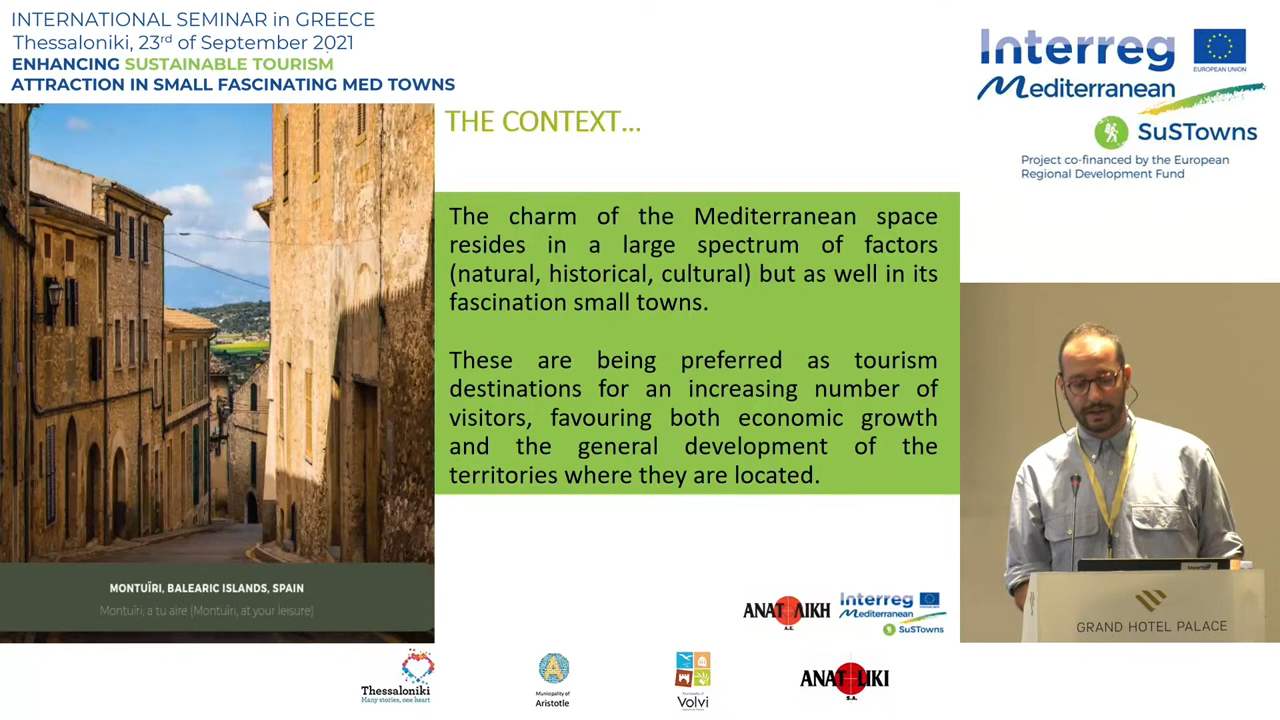 INTERNATIONAL SEMINAR in GREECE
Thessaloniki, 23rd of September 2021
ENHANCING SUSTAINABLE TOURISM
ATTRACTION IN SMALL FASCINATING MED TOWNS
Interreg
EUROPEAN UNION
Mediterranean
SuSTowns
Project co-financed by the European
Regional Development Fund
THE CONTEXT...
The charm of the Mediterranean space
resides in a large spectrum of factors
(natural, historical, cultural) but as well in its
fascination small towns.
These are being preferred as tourism
destinations for an increasing number of
visitors, favouring both economic growth
and the general development of the
territories where they are located.
MONTUÏRI, BALEARIC ISLANDS, SPAIN
Montuïri, a tu aire (Montuïri, at your leisure)
ΑΝΑΤΟΛΙΚΗ
Α.Ε.
Interreg
Mediterranean
SuSTowns
GRAND HOTEL PALACE
Thessaloniki
Many stories, one heart
Municipality of
Aristotle
Volvi
ANATOLIKI
S.A.